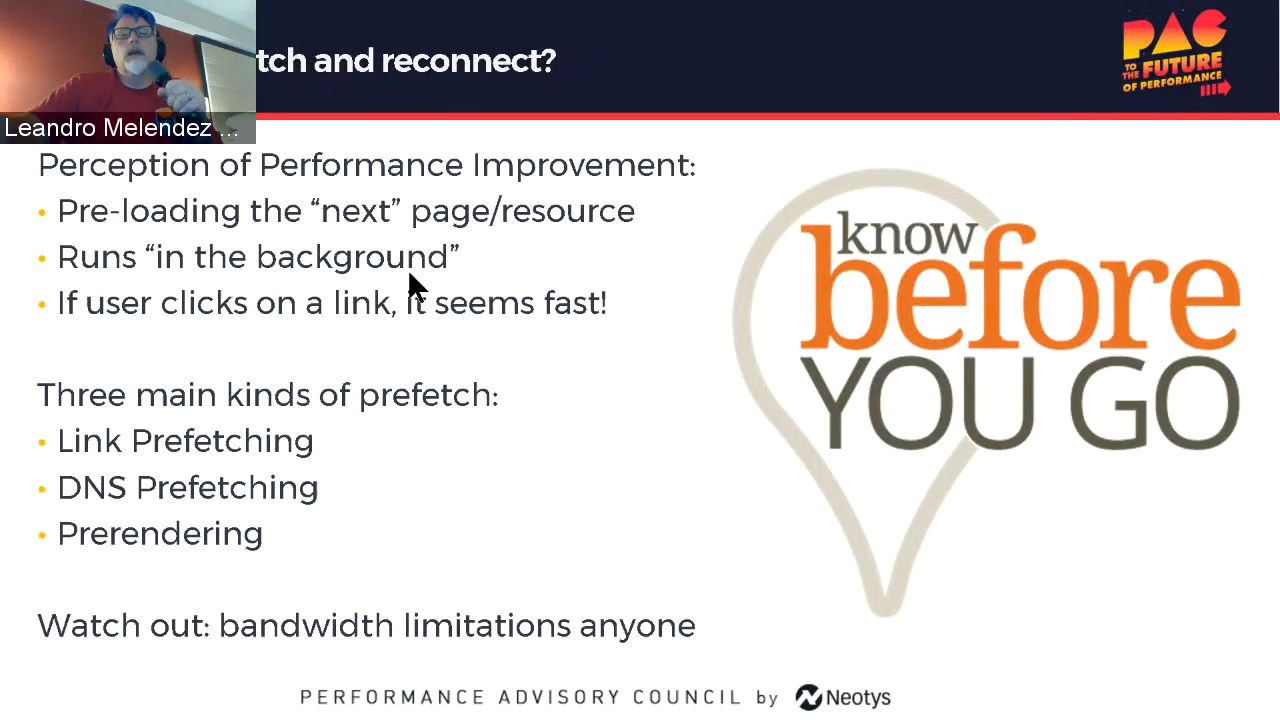 tch and reconnect?
PAC
TO THE FUTURE
OF PERFORMANCE
Leandro Melendez ...
Perception of Performance Improvement:
• Pre-loading the “next” page/resource
• Runs “in the background”
• If user clicks on a link, it seems fast!
Three main kinds of prefetch:
• Link Prefetching
• DNS Prefetching
• Prerendering
Watch out: bandwidth limitations anyone
know
before
YOU GO
PERFORMANCE ADVISORY COUNCIL by Neotys